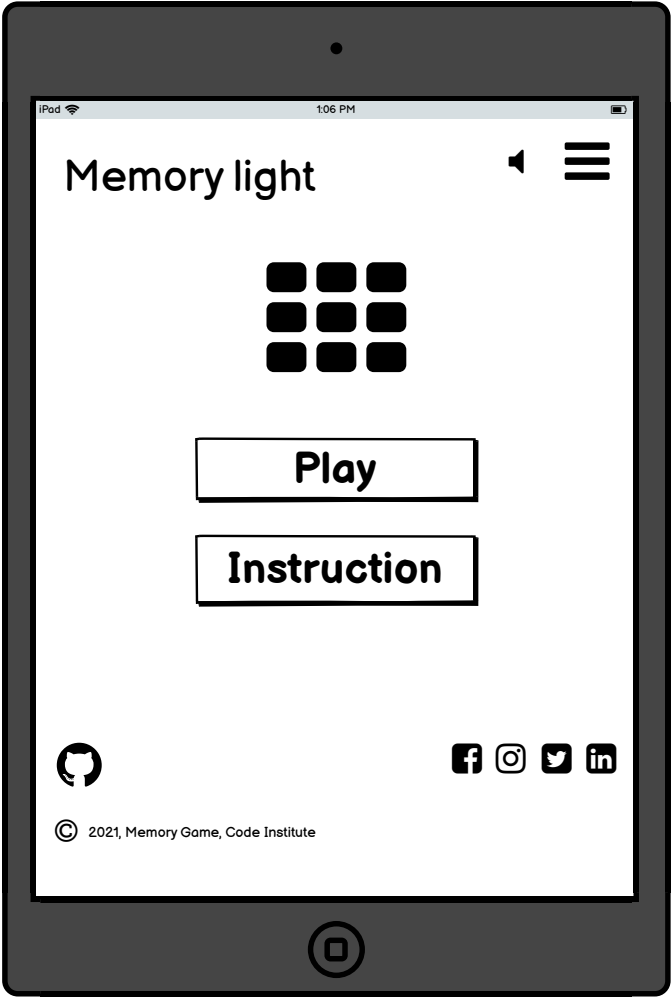 iPad 1:06 PM
Memory light
Play
Instruction
© 2021, Memory Game, Code Institute